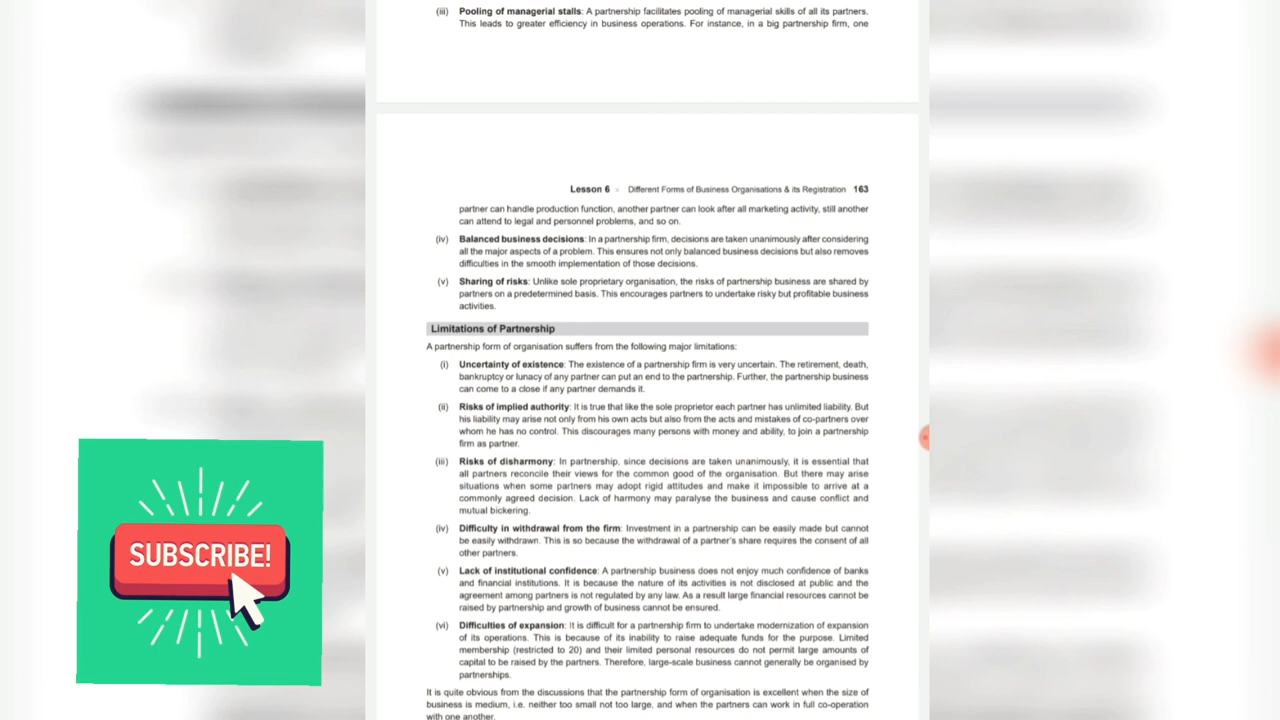 (iii) Pooling of managerial stalls: A partnership facilitates pooling of managerial skills of all its partners.
This leads to greater efficiency in business operations. For instance, in a big partnership firm, one
Lesson 6 Different Forms of Business Organisations & its Registration 163
partner can handle production function, another partner can look after all marketing activity, still another
can attend to legal and personnel problems, and so on.
(iv) Balanced business decisions: In a partnership firm, decisions are taken unanimously after considering
all the major aspects of a problem. This ensures not only balanced business decisions but also removes
difficulties in the smooth implementation of those decisions.
(v) Sharing of risks: Unlike sole proprietary organisation, the risks of partnership business are shared by
partners on a predetermined basis. This encourages partners to undertake risky but profitable business
activities.
Limitations of Partnership
A partnership form of organisation suffers from the following major limitations:
(i) Uncertainty of existence: The existence of a partnership firm is very uncertain. The retirement, death,
bankruptcy or lunacy of any partner can put an end to the partnership. Further, the partnership business
can come to a close if any partner demands it.
(ii) Risks of implied authority: It is true that like the sole proprietor each partner has unlimited liability. But
his liability may arise not only from his own acts but also from the acts and mistakes of co-partners over
whom he has no control. This discourages many persons with money and ability, to join a partnership
firm as partner.
(iii) Risks of disharmony: In partnership, since decisions are taken unanimously, it is essential that
all partners reconcile their views for the common good of the organisation. But there may arise
situations when some partners may adopt rigid attitudes and make it impossible to arrive at a
commonly agreed decision. Lack of harmony may paralyse the business and cause conflict and
mutual bickering.
(iv) Difficulty in withdrawal from the firm: Investment in a partnership can be easily made but cannot
be easily withdrawn. This is so because the withdrawal of a partner's share requires the consent of all
other partners.
(v) Lack of institutional confidence: A partnership business does not enjoy much confidence of banks
and financial institutions. It is because the nature of its activities is not disclosed at public and the
agreement among partners is not regulated by any law. As a result large financial resources cannot be
raised by partnership and growth of business cannot be ensured.
(vi) Difficulties of expansion: It is difficult for a partnership firm to undertake modernization of expansion
of its operations. This is because of its inability to raise adequate funds for the purpose. Limited
membership (restricted to 20) and their limited personal resources do not permit large amounts of
capital to be raised by the partners. Therefore, large-scale business cannot generally be organised by
partnerships.
It is quite obvious from the discussions that the partnership form of organisation is excellent when the size of
business is medium, i.e. neither too small not too large, and when the partners can work in full co-operation
with one another.
SUBSCRIBE!